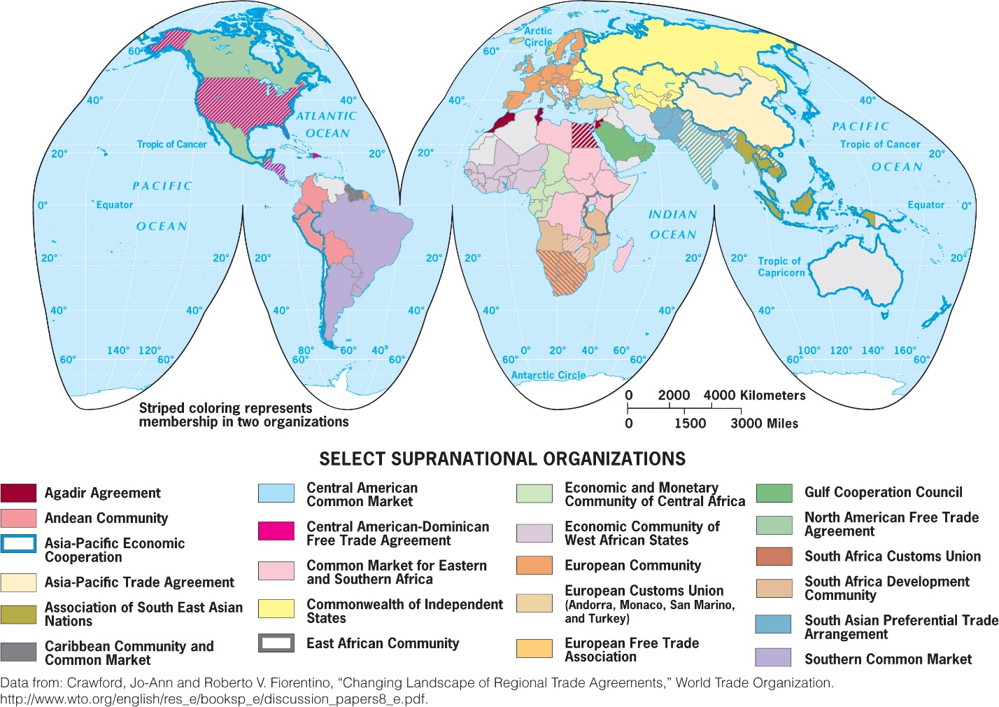 Arctic
Circle
60°
60°
40°
40°
40°
40°
ATLANTIC
OCEAN
PACIFIC
Tropic of Cancer
Tropic of Cancer
20°
20°
20°
20°
OCEAN
PACIFIC
0°
Equator
INDIAN
Equator
0°
OCEAN
OCEAN
20°
20°
20°
20°
20°
20°
20°
20°
Tropic of
Capricorn
40°
40°
40°
40°
40°
40°
40°
140°
120°
80°
60°
40°
0°
20°
40°
60°
100°
120°
140°
160°
60°
60°
60°
60°
60°
60°
60°
60°
Antarctic Circle
0
2000
4000 Kilometers
0
1500
3000 Miles
Striped coloring represents
membership in two organizations
SELECT SUPRANATIONAL ORGANIZATIONS
Agadir Agreement
Andean Community
Asia-Pacific Economic
Cooperation
Asia-Pacific Trade Agreement
Association of South East Asian
Nations
Caribbean Community and
Common Market
Central American
Common Market
Central American-Dominican
Free Trade Agreement
Common Market for Eastern
and Southern Africa
Commonwealth of Independent
States
East African Community
Economic and Monetary
Community of Central Africa
Economic Community of
West African States
European Community
European Customs Union
(Andorra, Monaco, San Marino,
and Turkey)
European Free Trade
Association
Gulf Cooperation Council
North American Free Trade
Agreement
South Africa Customs Union
South Africa Development
Community
South Asian Preferential Trade
Arrangement
Southern Common Market
Data from: Crawford, Jo-Ann and Roberto V. Fiorentino, “Changing Landscape of Regional Trade Agreements,” World Trade Organization.
http://www.wto.org/english/res_e/booksp_e/discussion_papers8_e.pdf.